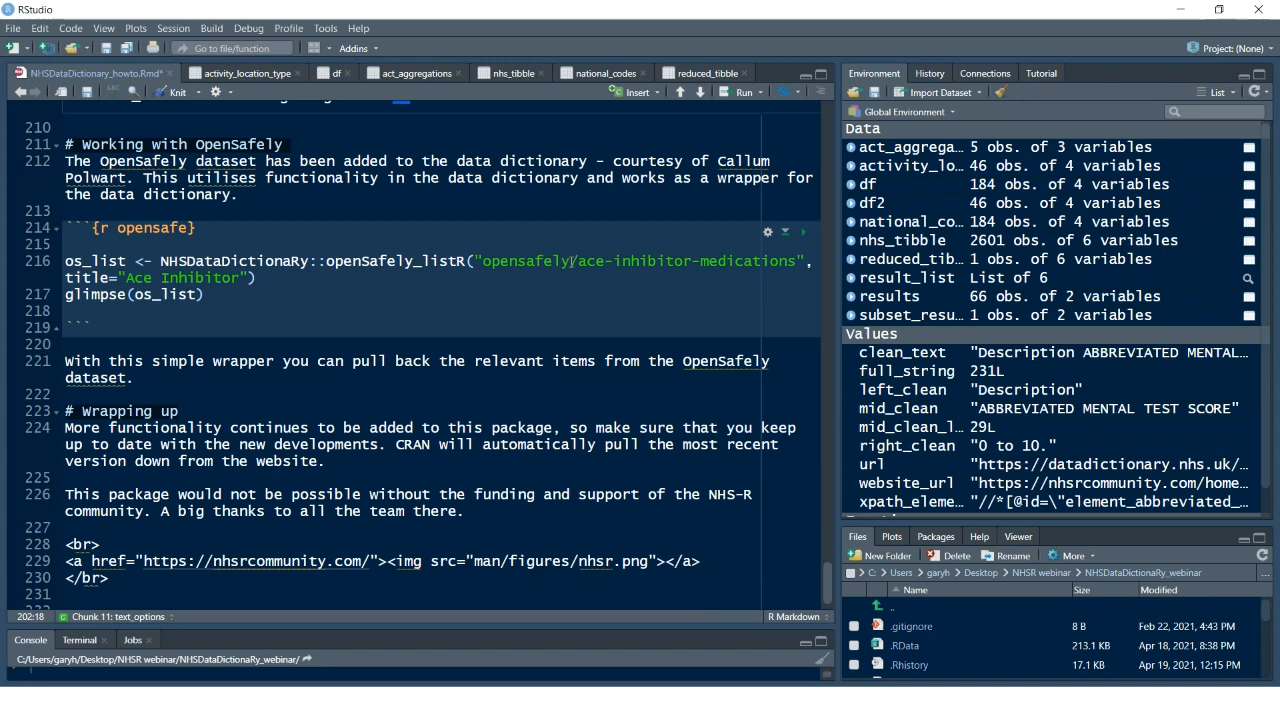 RStudio
File Edit Code View Plots Session Build Debug Profile Tools Help
Go to file/function Addins Project: (None)
NHSDataDictionary_howto.Rmd* activity_location_type df act_aggregations nhs_tibble national_codes reduced_tibble
Knit Insert Run
210
211 # Working with OpenSafely
212 The OpenSafely dataset has been added to the data dictionary - courtesy of Callum
Polwart. This utilises functionality in the data dictionary and works as a wrapper for
the data dictionary.
213
214 ```{r opensafe}
215
216 os_list <- NHSDataDictionaRy::openSafely_listR("opensafely/ace-inhibitor-medications",
title="Ace Inhibitor")
217 glimpse(os_list)
218
219 ```
220
221 With this simple wrapper you can pull back the relevant items from the OpenSafely
dataset.
222
223 # Wrapping up
224 More functionality continues to be added to this package, so make sure that you keep
up to date with the new developments. CRAN will automatically pull the most recent
version down from the website.
225
226 This package would not be possible without the funding and support of the NHS-R
community. A big thanks to all the team there.
227
228 <br>
229 <a href="https://nhsrcommunity.com/"><img src="man/figures/nhsr.png"></a>
230 </br>
231
202:18 Chunk 11: text_options R Markdown
Console Terminal Jobs
C:/Users/garyh/Desktop/NHSR webinar/NHSDataDictionaRy_webinar/
Environment History Connections Tutorial
Import Dataset List
Global Environment
Data
act_aggrega... 5 obs. of 3 variables
activity_lo... 46 obs. of 4 variables
df 184 obs. of 4 variables
df2 46 obs. of 4 variables
national_co... 184 obs. of 4 variables
nhs_tibble 2601 obs. of 6 variables
reduced_tib... 1 obs. of 6 variables
result_list List of 6
results 66 obs. of 2 variables
subset_resu... 1 obs. of 2 variables
Values
clean_text "Description ABBREVIATED MENTAL...
full_string 231L
left_clean "Description"
mid_clean "ABBREVIATED MENTAL TEST SCORE"
mid_clean_l... 29L
right_clean "0 to 10."
url "https://datadictionary.nhs.uk/...
website_url "https://nhsrcommunity.com/home...
xpath_eleme... "//*[@id=\"element_abbreviated_...
Files Plots Packages Help Viewer
New Folder Delete Rename More
C: > Users > garyh > Desktop > NHSR webinar > NHSDataDictionaRy_webinar ...
Name Size Modified
..
.gitignore 8 B Feb 22, 2021, 4:43 PM
.RData 213.1 KB Apr 18, 2021, 8:38 PM
.Rhistory 17.1 KB Apr 19, 2021, 12:15 PM